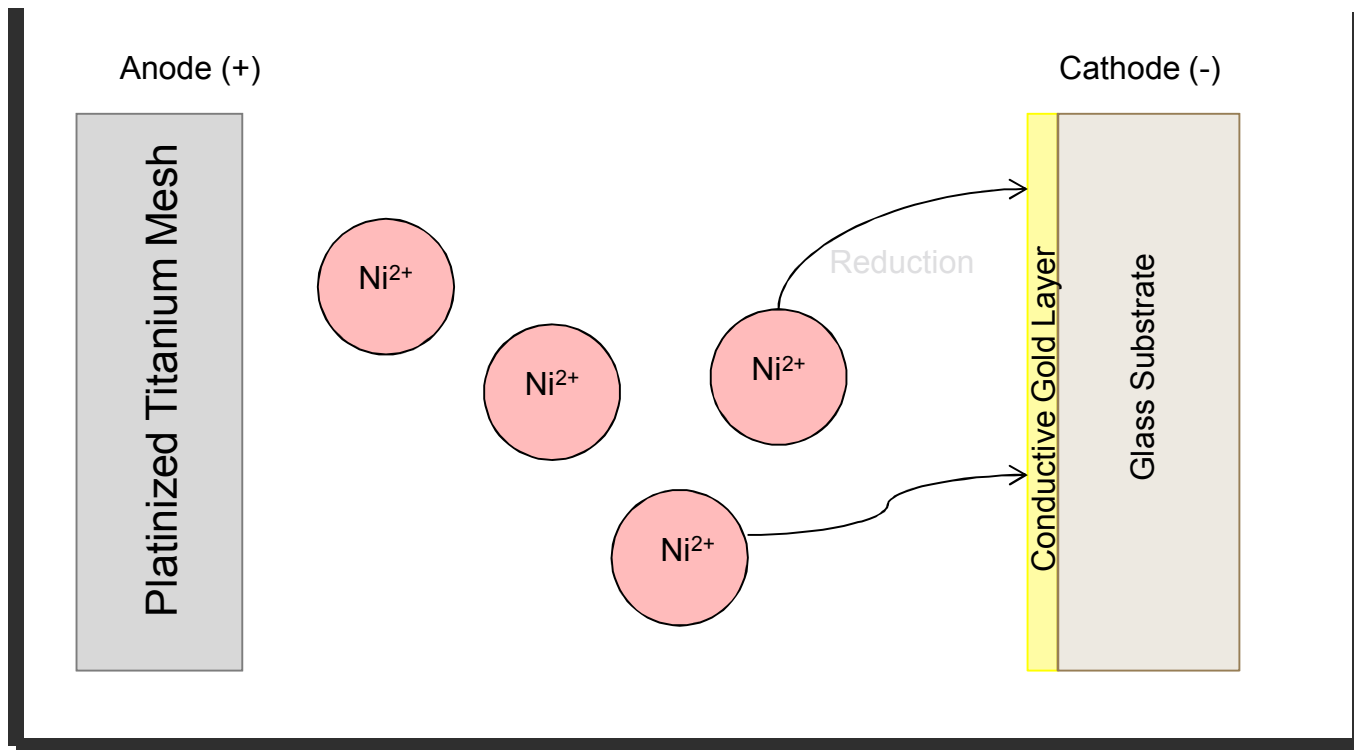 Anode (+)
Cathode (-)
Platinized Titanium Mesh
Ni²⁺
Ni²⁺
Ni²⁺
Ni²⁺
Reduction
Conductive Gold Layer
Glass Substrate